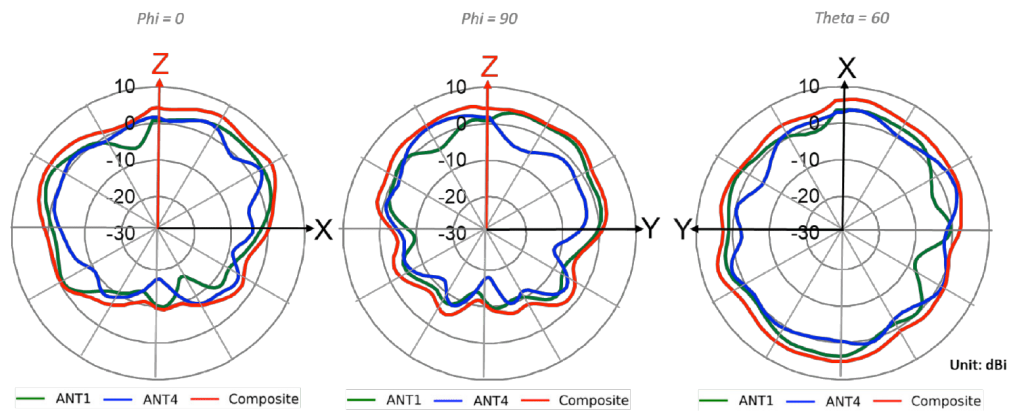 Phi = 0
Phi = 90
Theta = 60
Z
10
0
-10
-20
-30
X
Z
10
0
-10
-20
-30
Y
X
10
0
-10
-20
-30
Y
Unit: dBi
ANT1 ANT4 Composite
ANT1 ANT4 Composite
ANT1 ANT4 Composite